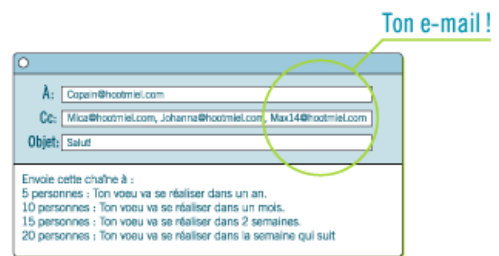 Ton e-mail !
À: Copain@hootmiel.com
Cc: Mica@hootmiel.com, Johanna@hootmiel.com, Max14@hootmiel.com
Objet: Salut!
Envoie cette chaîne à :
5 personnes : Ton voeu va se réaliser dans un an.
10 personnes : Ton voeu va se réaliser dans un mois.
15 personnes : Ton voeu va se réaliser dans 2 semaines.
20 personnes : Ton voeu va se réaliser dans la semaine qui suit